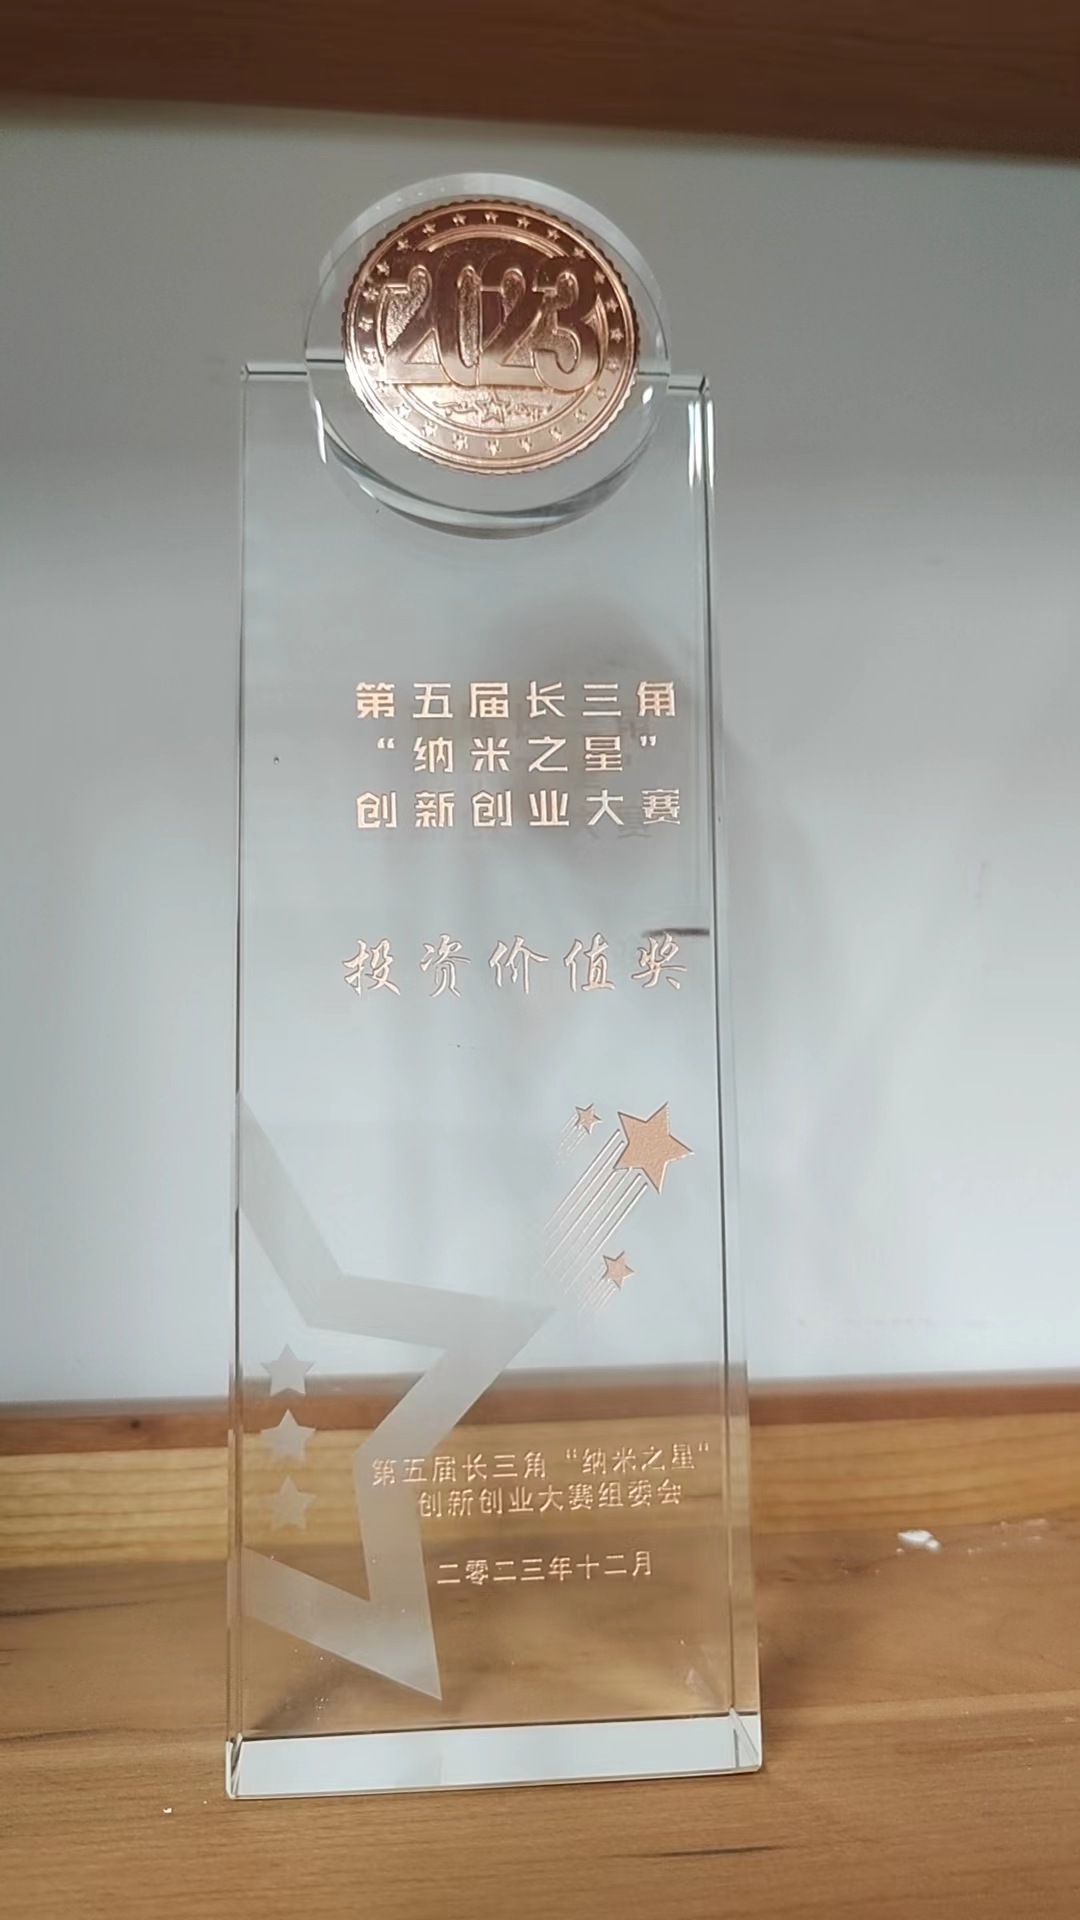 2023
第五届长三角
“纳米之星”
创新创业大赛
投资价值奖
第五届长三角“纳米之星”
创新创业大赛组委会
二零二三年十二月